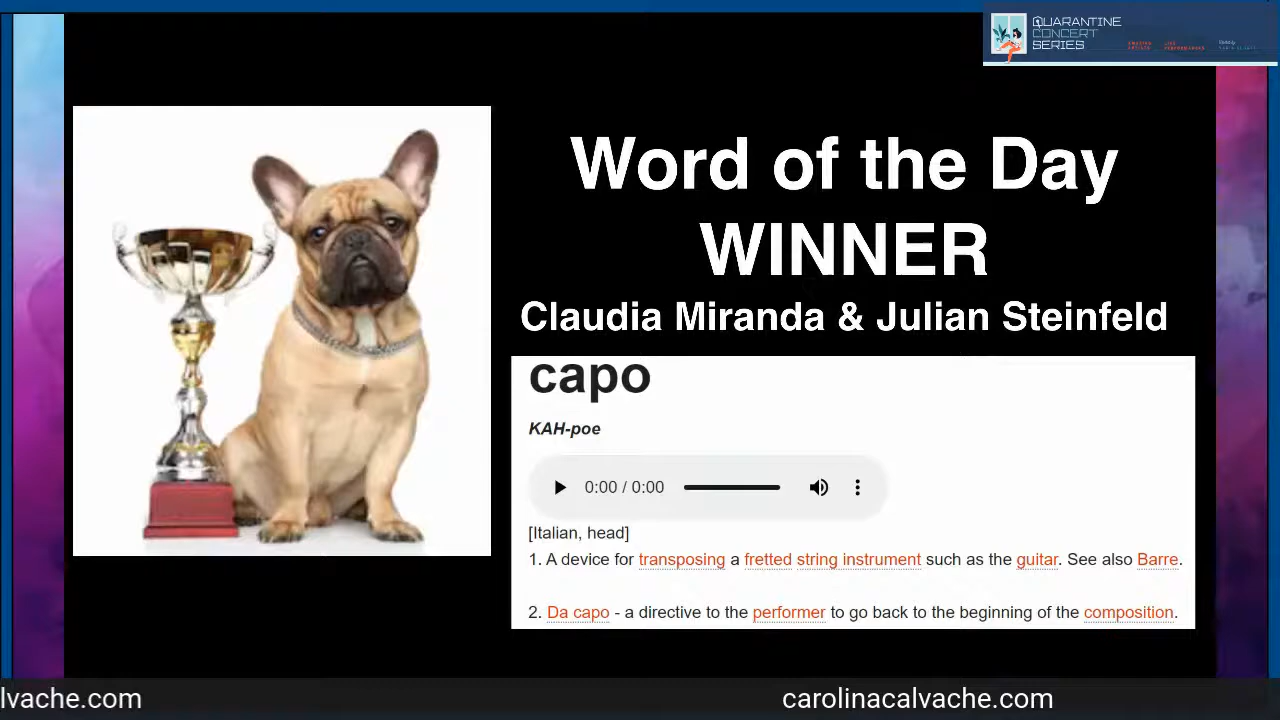 QUARANTINE
CONCERT
SERIES
Word of the Day
WINNER
Claudia Miranda & Julian Steinfeld
capo
KAH-poe
0:00 / 0:00
[Italian, head]
1. A device for transposing a fretted string instrument such as the guitar. See also Barre.
2. Da capo - a directive to the performer to go back to the beginning of the composition.
lvache.com carolinacalvache.com